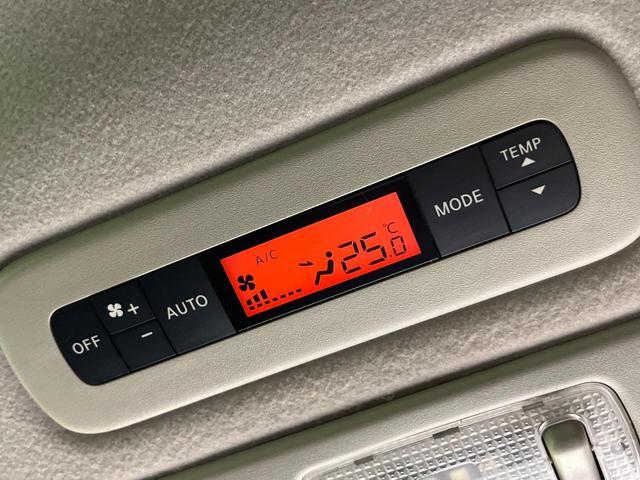 OFF
+
−
AUTO
A/C
25.0 °C
MODE
TEMP